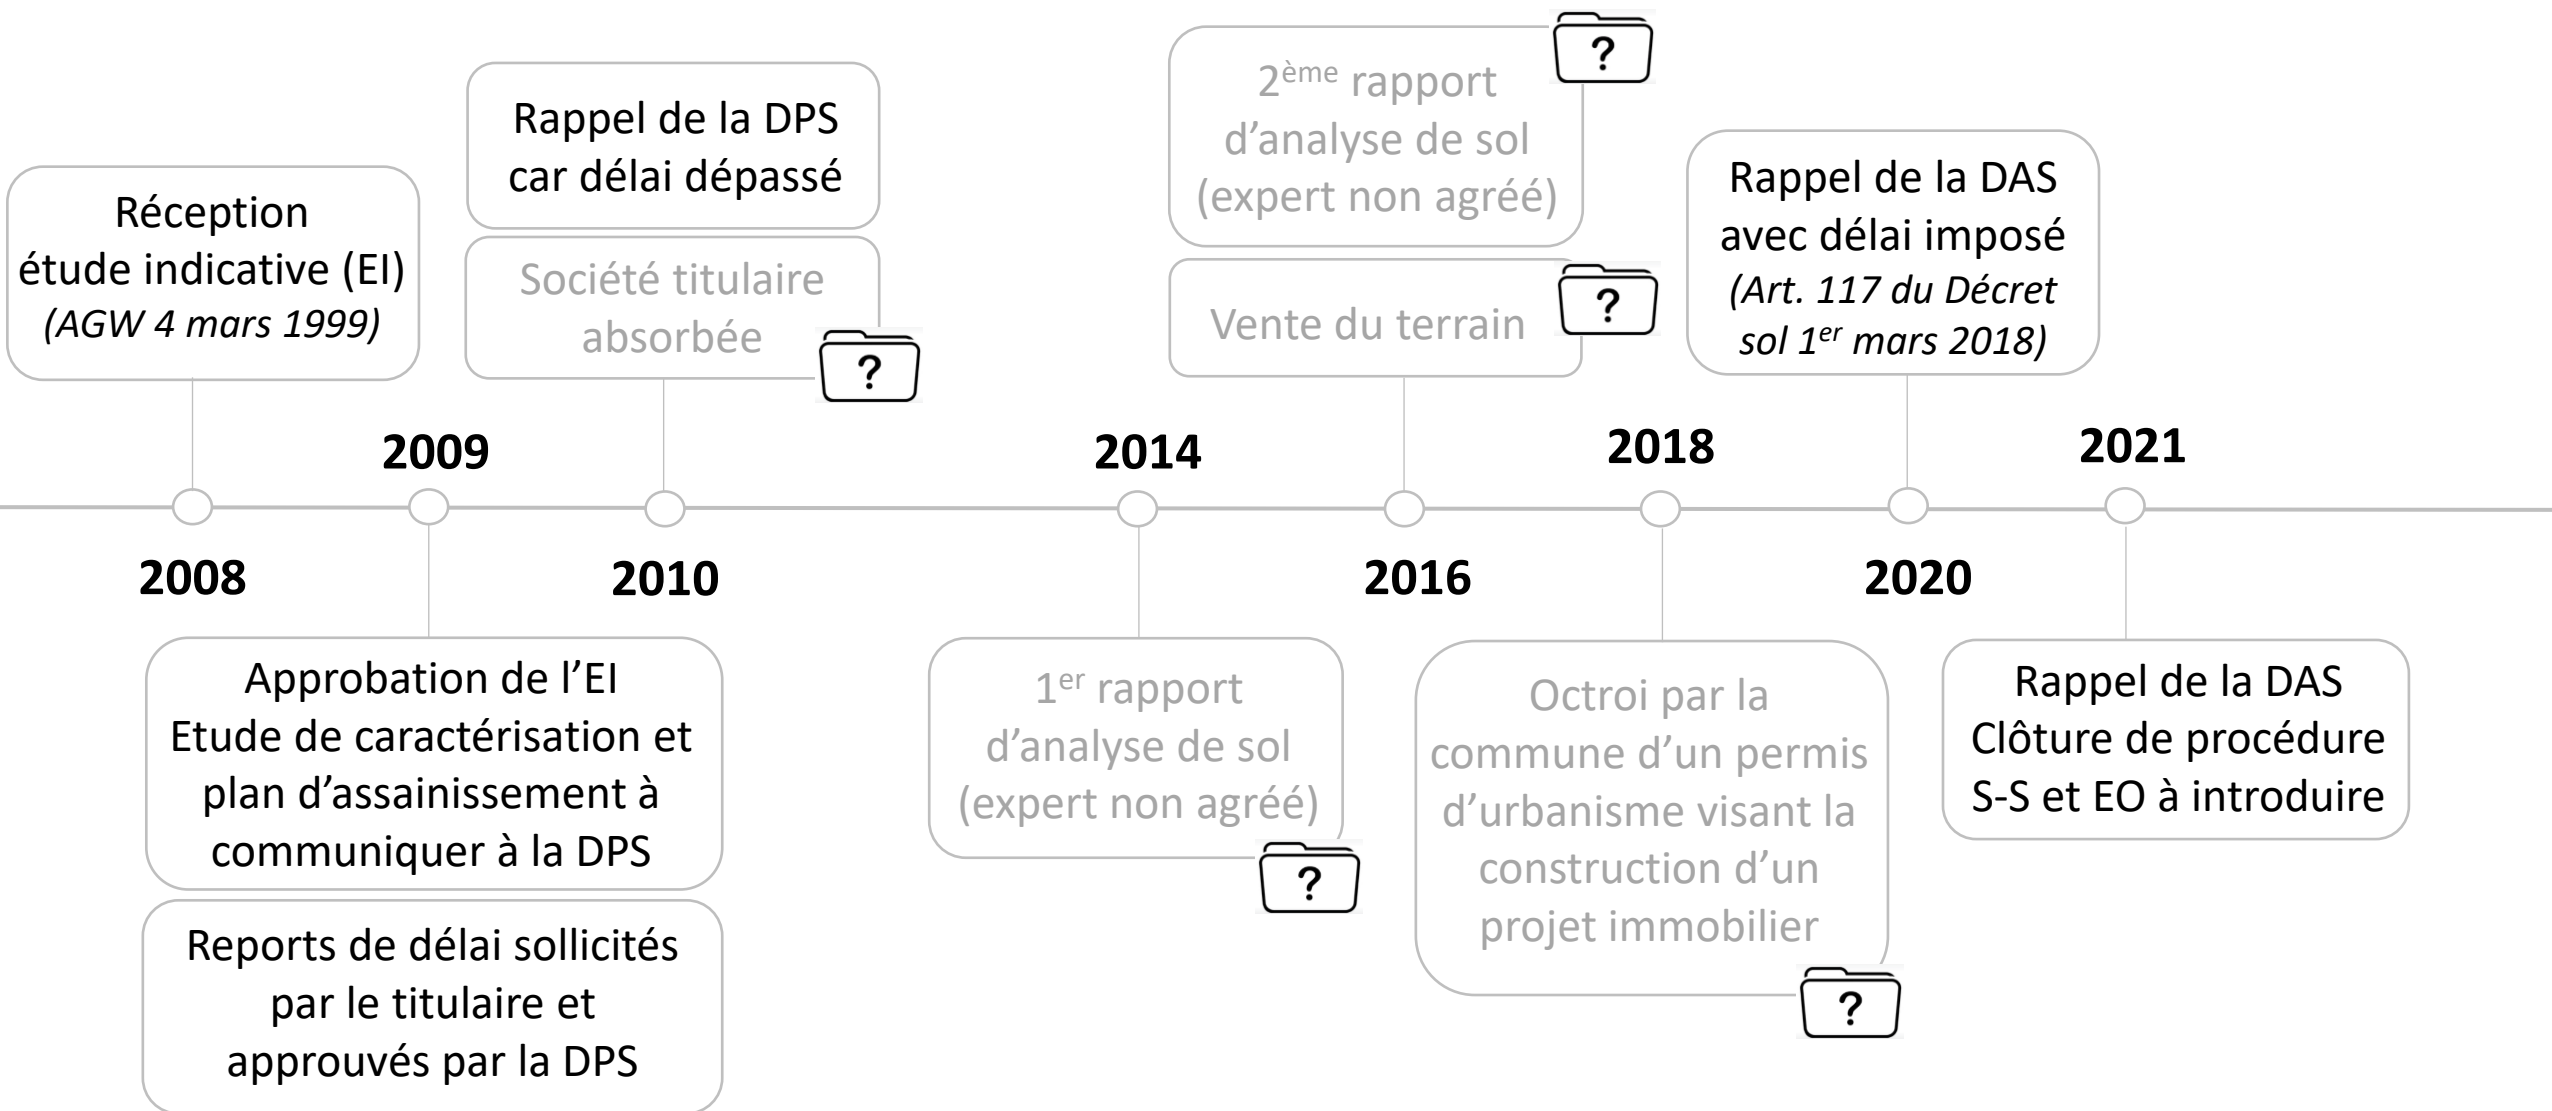 Réception
étude indicative (EI)
(AGW 4 mars 1999)
2008
2009
Approbation de l’EI
Etude de caractérisation et
plan d’assainissement à
communiquer à la DPS
Reports de délai sollicités
par le titulaire et
approuvés par la DPS
Rappel de la DPS
car délai dépassé
Société titulaire
absorbée
?
2010
2014
1er rapport
d’analyse de sol
(expert non agréé)
?
2ème rapport
d’analyse de sol
(expert non agréé)
?
Vente du terrain
?
2016
2018
Octroi par la
commune d’un permis
d’urbanisme visant la
construction d’un
projet immobilier
?
Rappel de la DAS
avec délai imposé
(Art. 117 du Décret
sol 1er mars 2018)
2020
2021
Rappel de la DAS
Clôture de procédure
S-S et EO à introduire